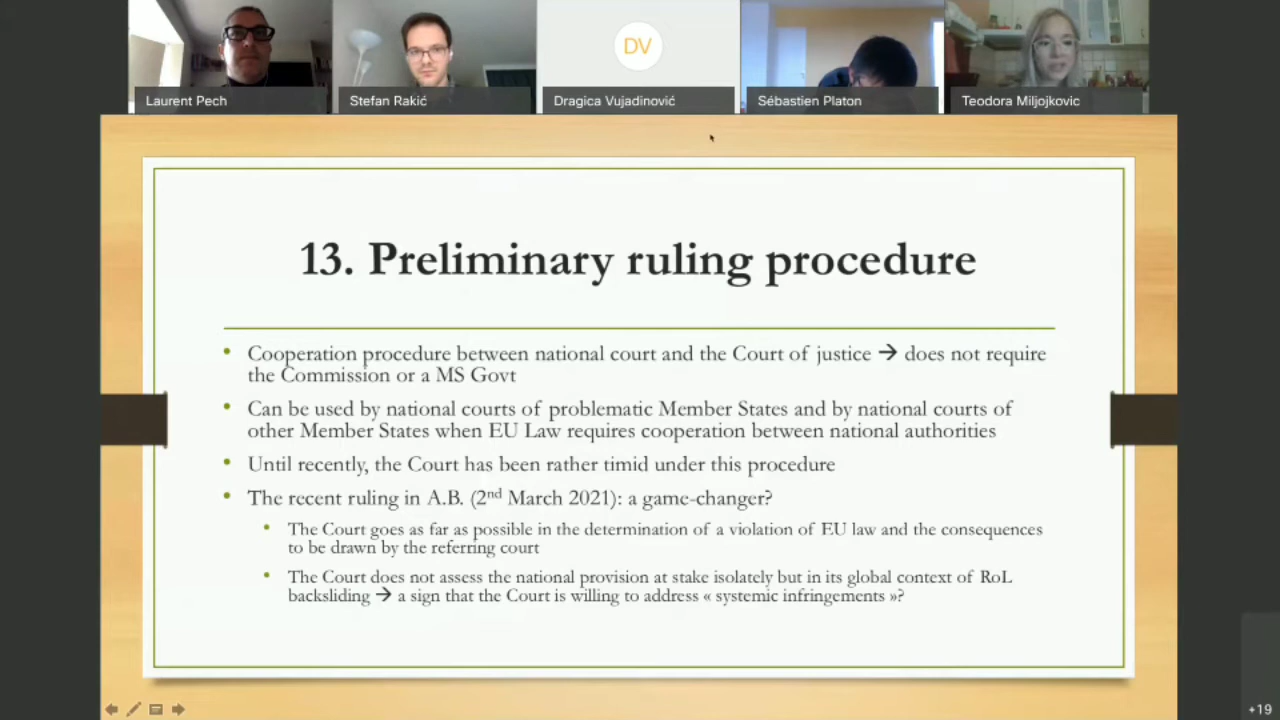 DV
Laurent Pech
Stefan Rakić
Dragica Vujadinović
Sébastien Platon
Teodora Miljojkovic
13. Preliminary ruling procedure
• Cooperation procedure between national court and the Court of justice → does not require
the Commission or a MS Govt
• Can be used by national courts of problematic Member States and by national courts of
other Member States when EU Law requires cooperation between national authorities
• Until recently, the Court has been rather timid under this procedure
• The recent ruling in A.B. (2nd March 2021): a game-changer?
• The Court goes as far as possible in the determination of a violation of EU law and the consequences
to be drawn by the referring court
• The Court does not assess the national provision at stake isolately but in its global context of RoL
backsliding → a sign that the Court is willing to address « systemic infringements »?
+19